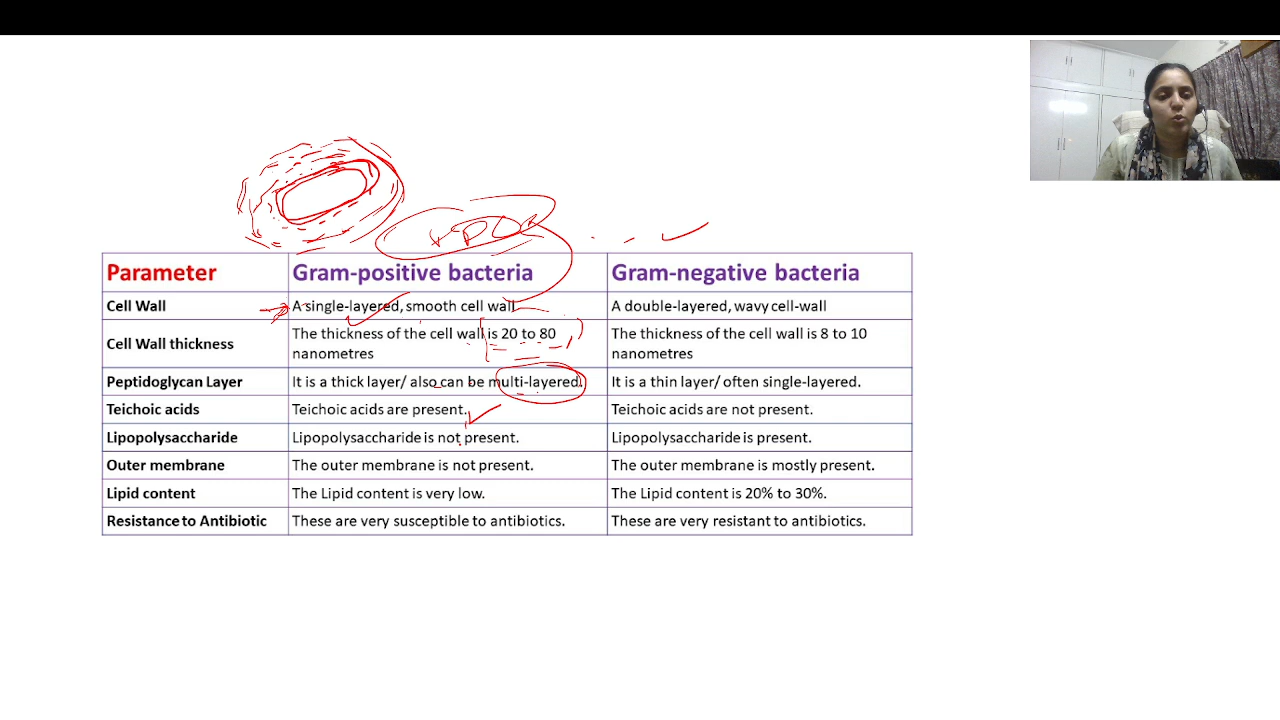 Parameter Gram-positive bacteria Gram-negative bacteria
Cell Wall A single-layered, smooth cell wall A double-layered, wavy cell-wall
Cell Wall thickness The thickness of the cell wall is 20 to 80 nanometres The thickness of the cell wall is 8 to 10 nanometres
Peptidoglycan Layer It is a thick layer/ also can be multi-layered. It is a thin layer/ often single-layered.
Teichoic acids Teichoic acids are present. Teichoic acids are not present.
Lipopolysaccharide Lipopolysaccharide is not present. Lipopolysaccharide is present.
Outer membrane The outer membrane is not present. The outer membrane is mostly present.
Lipid content The Lipid content is very low. The Lipid content is 20% to 30%.
Resistance to Antibiotic These are very susceptible to antibiotics. These are very resistant to antibiotics.